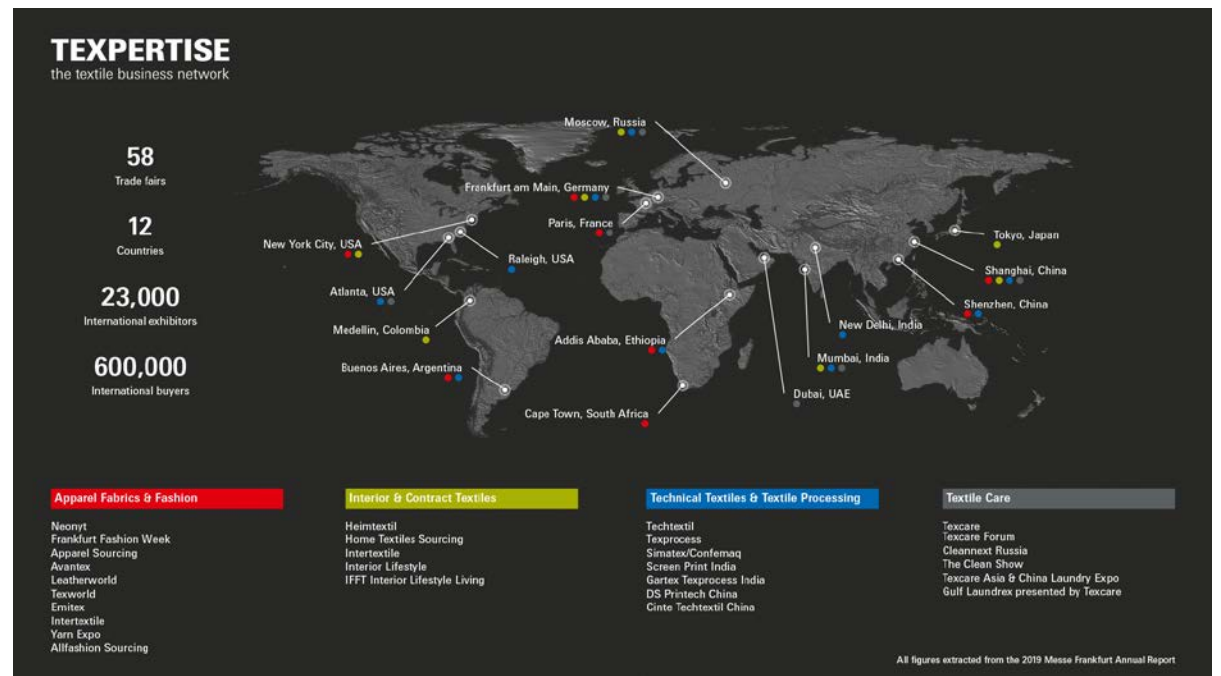 TEXPERTISE
the textile business network
58
Trade fairs
12
Countries
23,000
International exhibitors
600,000
International buyers
Moscow, Russia
Frankfurt am Main, Germany
Paris, France
New York City, USA
Raleigh, USA
Atlanta, USA
Medellin, Colombia
Buenos Aires, Argentina
Addis Ababa, Ethiopia
Cape Town, South Africa
Tokyo, Japan
Shanghai, China
Shenzhen, China
New Delhi, India
Mumbai, India
Dubai, UAE
Apparel Fabrics & Fashion
Neonyt
Frankfurt Fashion Week
Apparel Sourcing
Avantex
Leatherworld
Texworld
Emitex
Intertextile
Yarn Expo
Allfashion Sourcing
Interior & Contract Textiles
Heimtextil
Home Textiles Sourcing
Intertextile
Interior Lifestyle
IFFT Interior Lifestyle Living
Technical Textiles & Textile Processing
Techtextil
Texprocess
Simatex/Confemaq
Screen Print India
Gartex Texprocess India
DS Printech China
Cinte Techtextil China
Textile Care
Texcare
Texcare Forum
Cleannext Russia
The Clean Show
Texcare Asia & China Laundry Expo
Gulf Laundrex presented by Texcare
All figures extracted from the 2019 Messe Frankfurt Annual Report